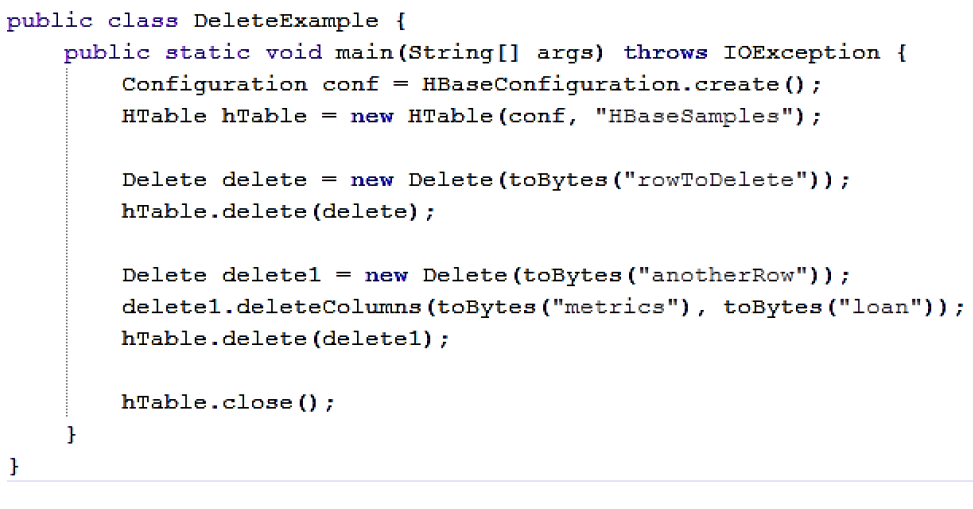 public class DeleteExample {
    public static void main(String[] args) throws IOException {
        Configuration conf = HBaseConfiguration.create();
        HTable hTable = new HTable(conf, "HBaseSamples");

        Delete delete = new Delete(toBytes("rowToDelete"));
        hTable.delete(delete);

        Delete delete1 = new Delete(toBytes("anotherRow"));
        delete1.deleteColumns(toBytes("metrics"), toBytes("loan"));
        hTable.delete(delete1);

        hTable.close();
    }
}